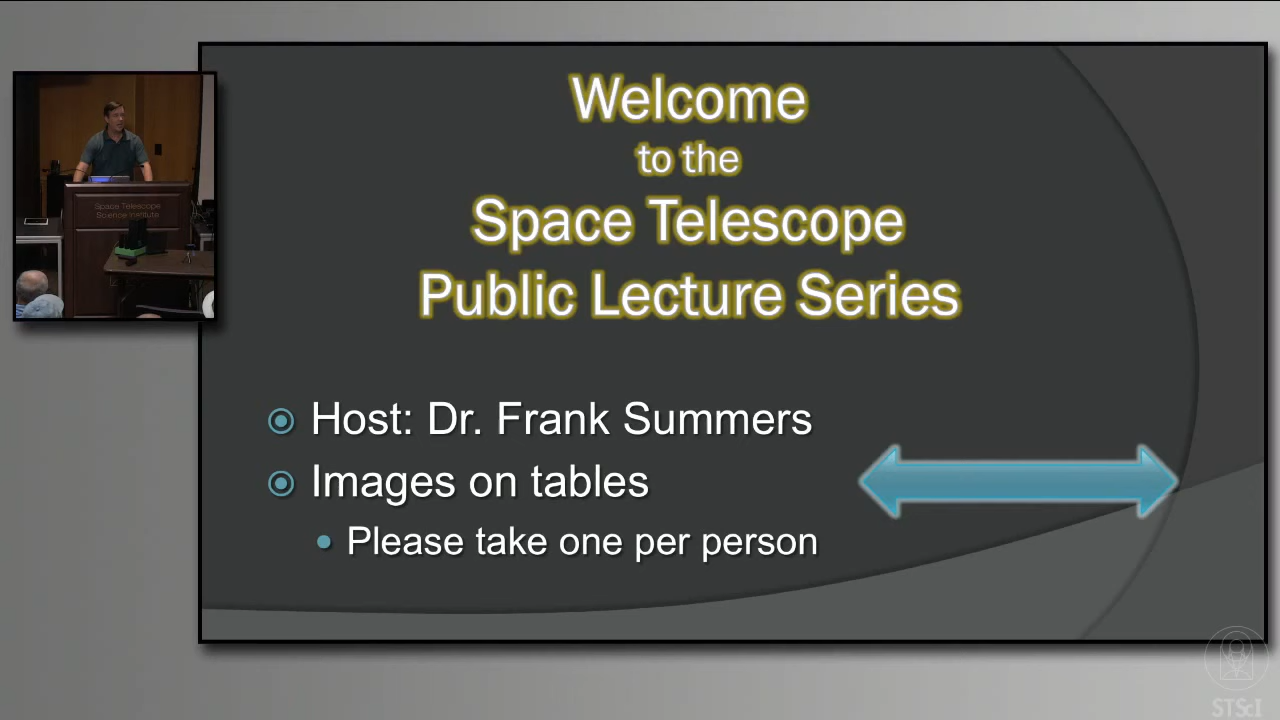 Welcome
to the
Space Telescope
Public Lecture Series
Host: Dr. Frank Summers
Images on tables
Please take one per person
Space Telescope
Science Institute
STScI